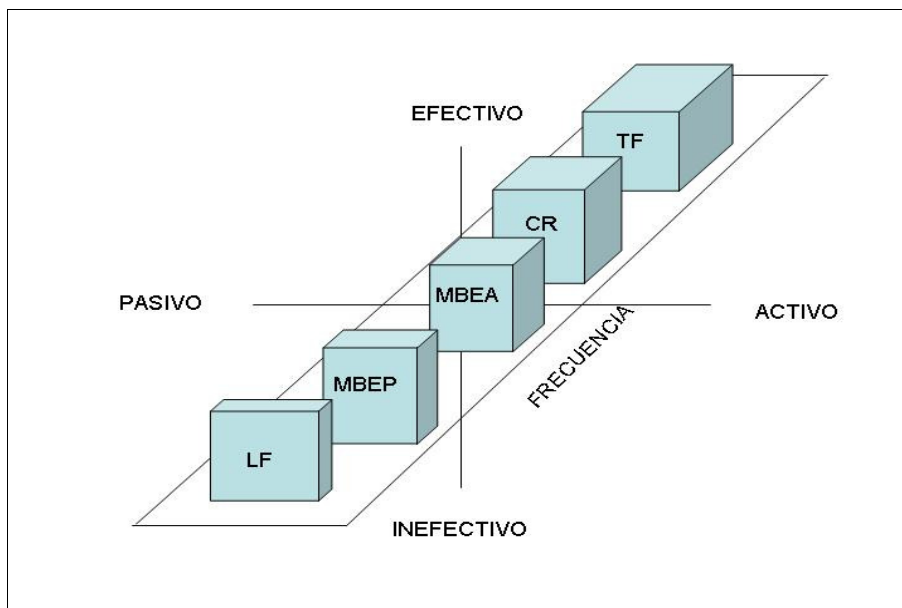 EFECTIVO
TF
CR
MBEA
PASIVO
ACTIVO
FRECUENCIA
MBEP
LF
INEFECTIVO